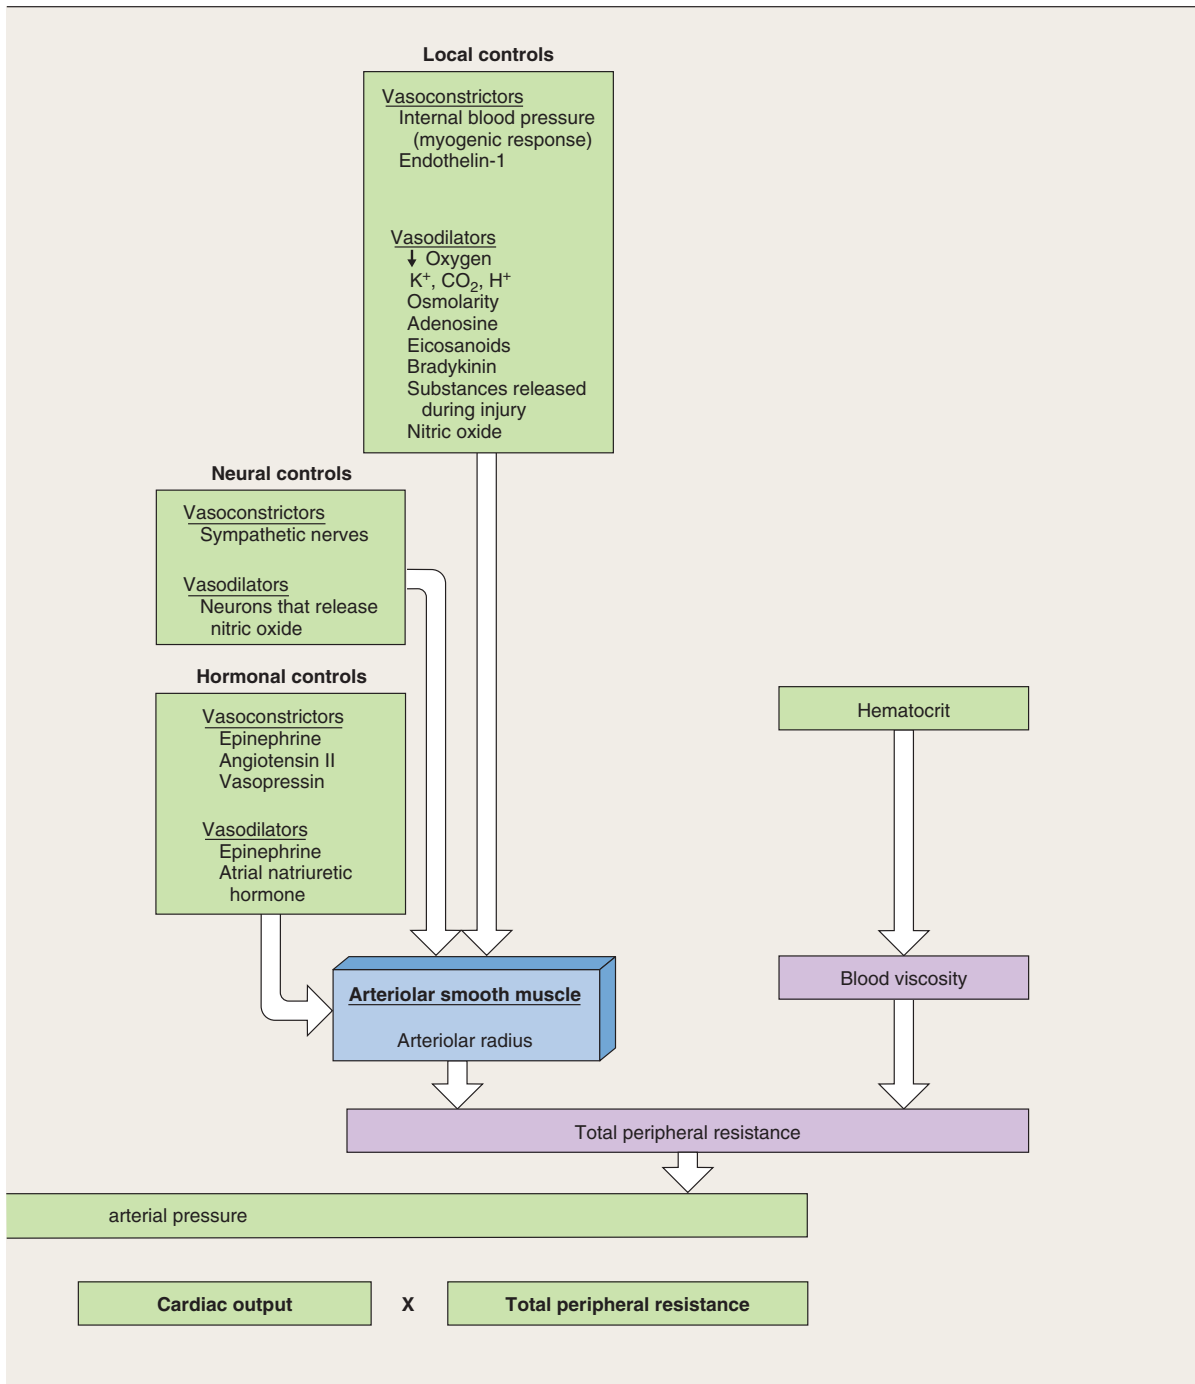 Local controls
Vasoconstrictors
Internal blood pressure
(myogenic response)
Endothelin-1
Vasodilators
↓ Oxygen
K⁺, CO₂, H⁺
Osmolarity
Adenosine
Eicosanoids
Bradykinin
Substances released
during injury
Nitric oxide
Neural controls
Vasoconstrictors
Sympathetic nerves
Vasodilators
Neurons that release
nitric oxide
Hormonal controls
Vasoconstrictors
Epinephrine
Angiotensin II
Vasopressin
Vasodilators
Epinephrine
Atrial natriuretic
hormone
Hematocrit
Blood viscosity
Arteriolar smooth muscle
Arteriolar radius
Total peripheral resistance
arterial pressure
Cardiac output X Total peripheral resistance